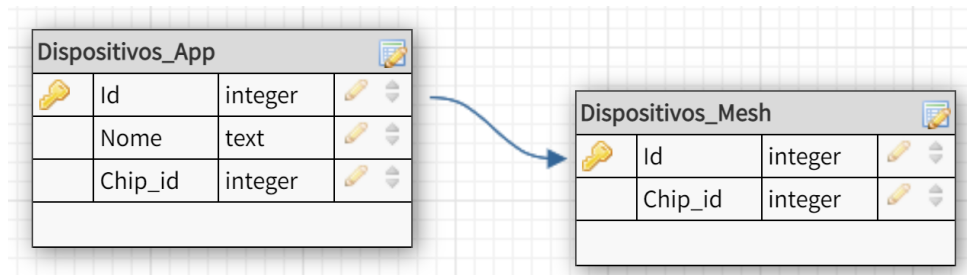 Dispositivos_App
Id integer
Nome text
Chip_id integer
Dispositivos_Mesh
Id integer
Chip_id integer